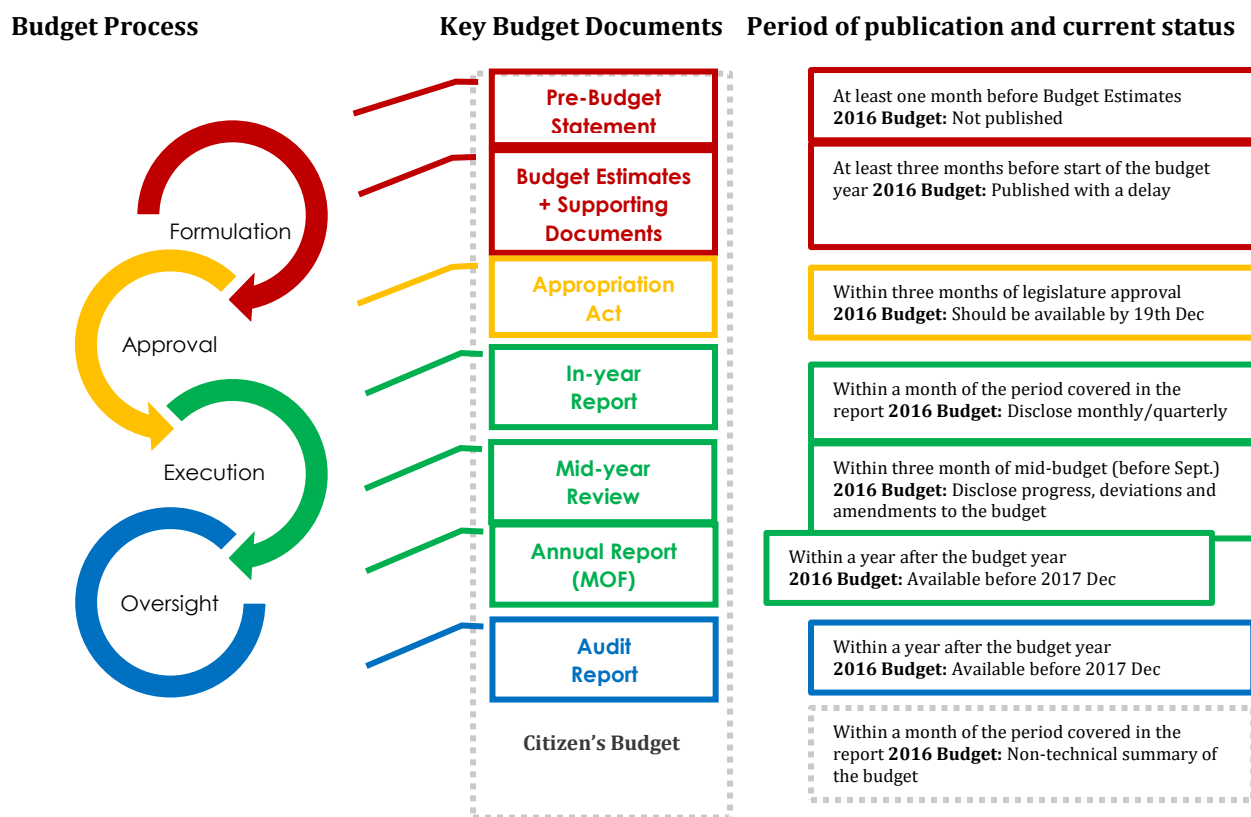 Budget Process
Key Budget Documents
Period of publication and current status
Formulation
Approval
Execution
Oversight
Pre-Budget
Statement
Budget Estimates
+ Supporting
Documents
Appropriation
Act
In-year
Report
Mid-year
Review
Annual Report
(MOF)
Audit
Report
Citizen's Budget
At least one month before Budget Estimates
2016 Budget: Not published
At least three months before start of the budget
year 2016 Budget: Published with a delay
Within three months of legislature approval
2016 Budget: Should be available by 19th Dec
Within a month of the period covered in the
report 2016 Budget: Disclose monthly/quarterly
Within three month of mid-budget (before Sept.)
2016 Budget: Disclose progress, deviations and
amendments to the budget
Within a year after the budget year
2016 Budget: Available before 2017 Dec
Within a year after the budget year
2016 Budget: Available before 2017 Dec
Within a month of the period covered in the
report 2016 Budget: Non-technical summary of
the budget